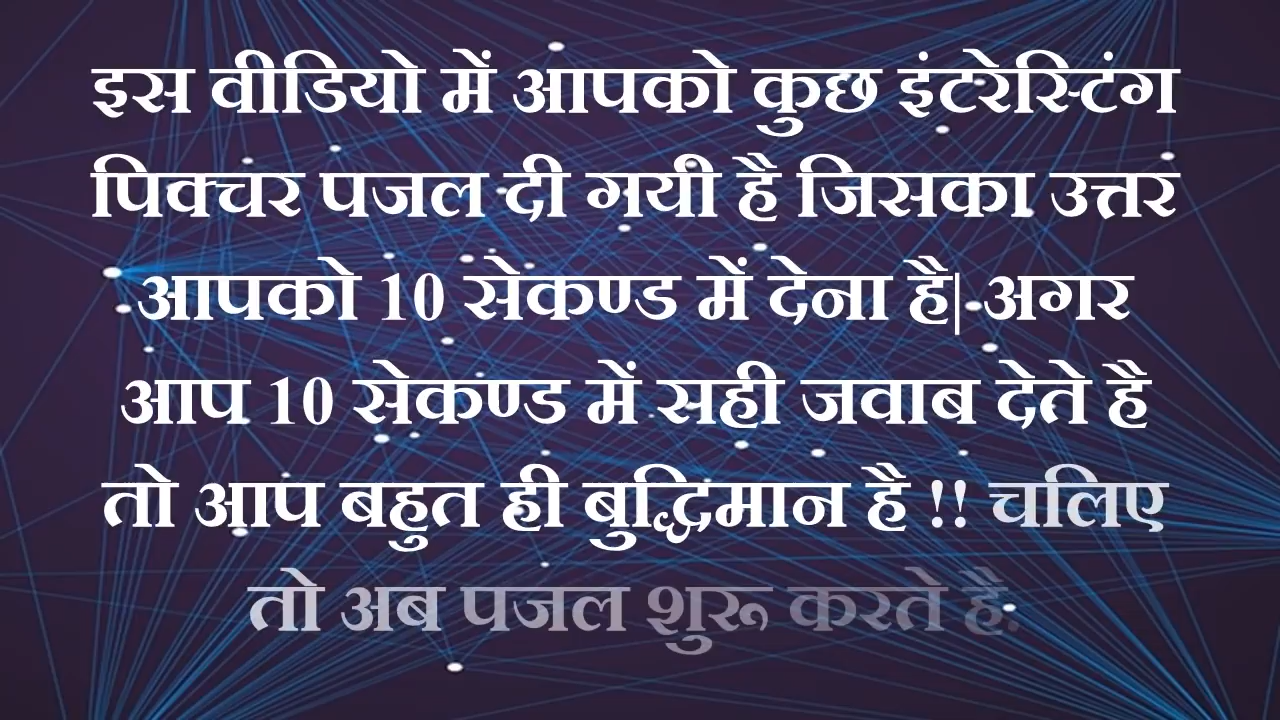 इस वीडियो में आपको कुछ इंटरेस्टिंग
पिक्चर पजल दी गयी है जिसका उत्तर
आपको 10 सेकण्ड में देना है| अगर
आप 10 सेकण्ड में सही जवाब देते है
तो आप बहुत ही बुद्धिमान है !! चलिए
तो अब पजल शुरू करते है.